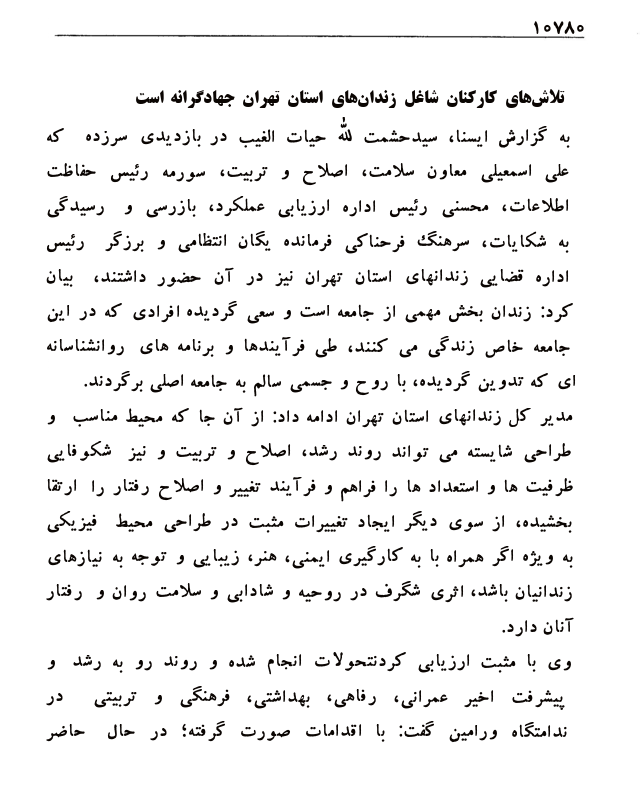 ۱۰۷۸۰
تلاش‌های کارکنان شاغل زندان‌های استان تهران جهادگرانه است
به گزارش ایسنا، سیدحشمت الله حیات الغیب در بازدیدی سرزده که
علی اسمعیلی معاون سلامت، اصلاح و تربیت، سورمه رئیس حفاظت
اطلاعات، محسنی رئیس اداره ارزیابی عملکرد، بازرسی و رسیدگی
به شکایات، سرهنگ فرحناکی فرمانده یگان انتظامی و برزگر رئیس
اداره قضایی زندانهای استان تهران نیز در آن حضور داشتند، بیان
کرد: زندان بخش مهمی از جامعه است و سعی گردیده افرادی که در این
جامعه خاص زندگی می کنند، طی فرآیندها و برنامه های روانشناسانه
ای که تدوین گردیده، با روح و جسمی سالم به جامعه اصلی برگردند.
مدیر کل زندانهای استان تهران ادامه داد: از آن جا که محیط مناسب و
طراحی شایسته می تواند روند رشد، اصلاح و تربیت و نیز شکوفایی
ظرفیت ها و استعداد ها را فراهم و فرآیند تغییر و اصلاح رفتار را ارتقا
بخشیده، از سوی دیگر ایجاد تغییرات مثبت در طراحی محیط فیزیکی
به ویژه اگر همراه با به کارگیری ایمنی، هنر، زیبایی و توجه به نیازهای
زندانیان باشد، اثری شگرف در روحیه و شادابی و سلامت روان و رفتار
آنان دارد.
وی با مثبت ارزیابی کردنتحولات انجام شده و روند رو به رشد و
پیشرفت اخیر عمرانی، رفاهی، بهداشتی، فرهنگی و تربیتی در
ندامتگاه ورامین گفت: با اقدامات صورت گرفته؛ در حال حاضر